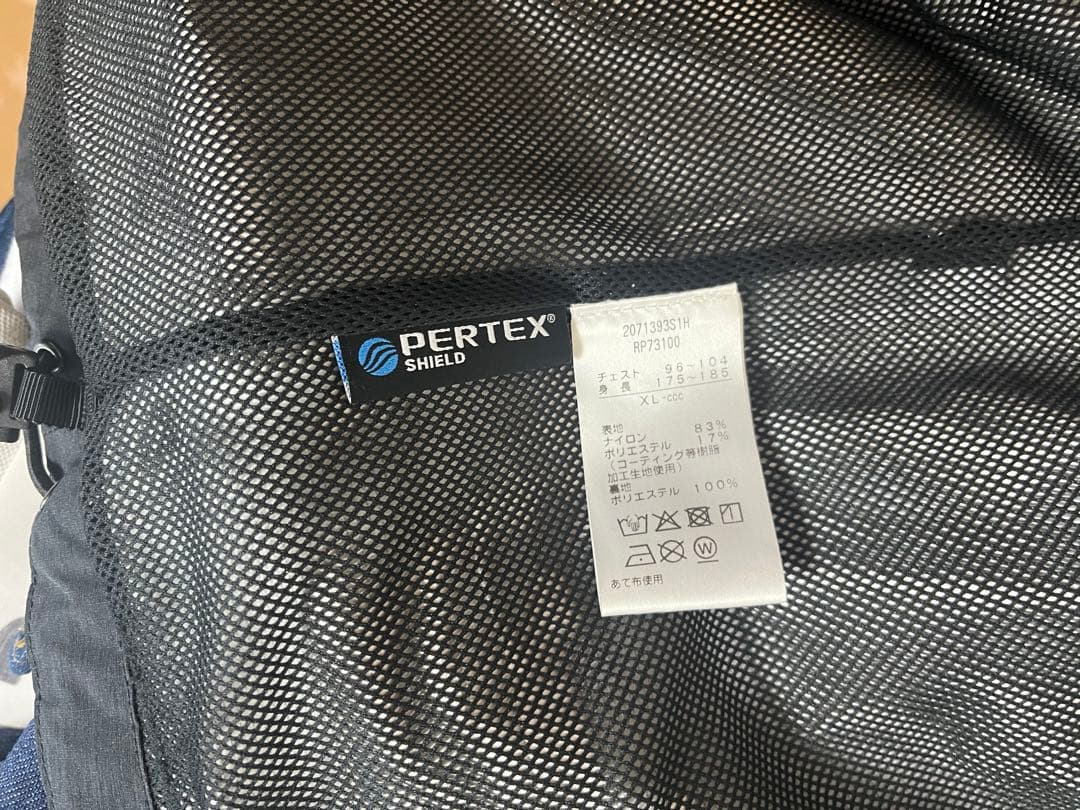 PERTEX®
SHIELD
2071393S1H
RP73100
チェスト 96~104
身 長 175~185
XL-ccc
表地
ナイロン 83%
ポリエステル 17%
(コーティング等樹脂
加工生地使用)
裏地
ポリエステル 100%
W
あて布使用